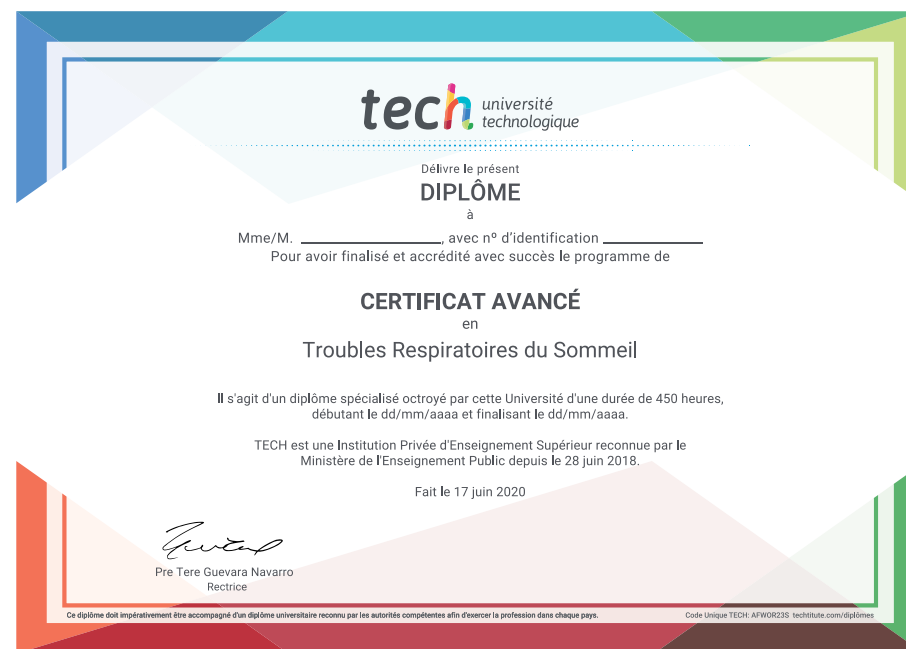 tech université
technologique
Délivre le présent
DIPLÔME
à
Mme/M. ____________________, avec nº d'identification ______________
Pour avoir finalisé et accrédité avec succès le programme de
CERTIFICAT AVANCÉ
en
Troubles Respiratoires du Sommeil
Il s'agit d'un diplôme spécialisé octroyé par cette Université d'une durée de 450 heures,
débutant le dd/mm/aaaa et finalisant le dd/mm/aaaa.
TECH est une Institution Privée d'Enseignement Supérieur reconnue par le
Ministère de l'Enseignement Public depuis le 28 juin 2018.
Fait le 17 juin 2020
Pre Tere Guevara Navarro
Rectrice
Ce diplôme doit impérativement être accompagné d'un diplôme universitaire reconnu par les autorités compétentes afin d'exercer la profession dans chaque pays.
Code Unique TECH: AFWOR23S techtitute.com/diplômes